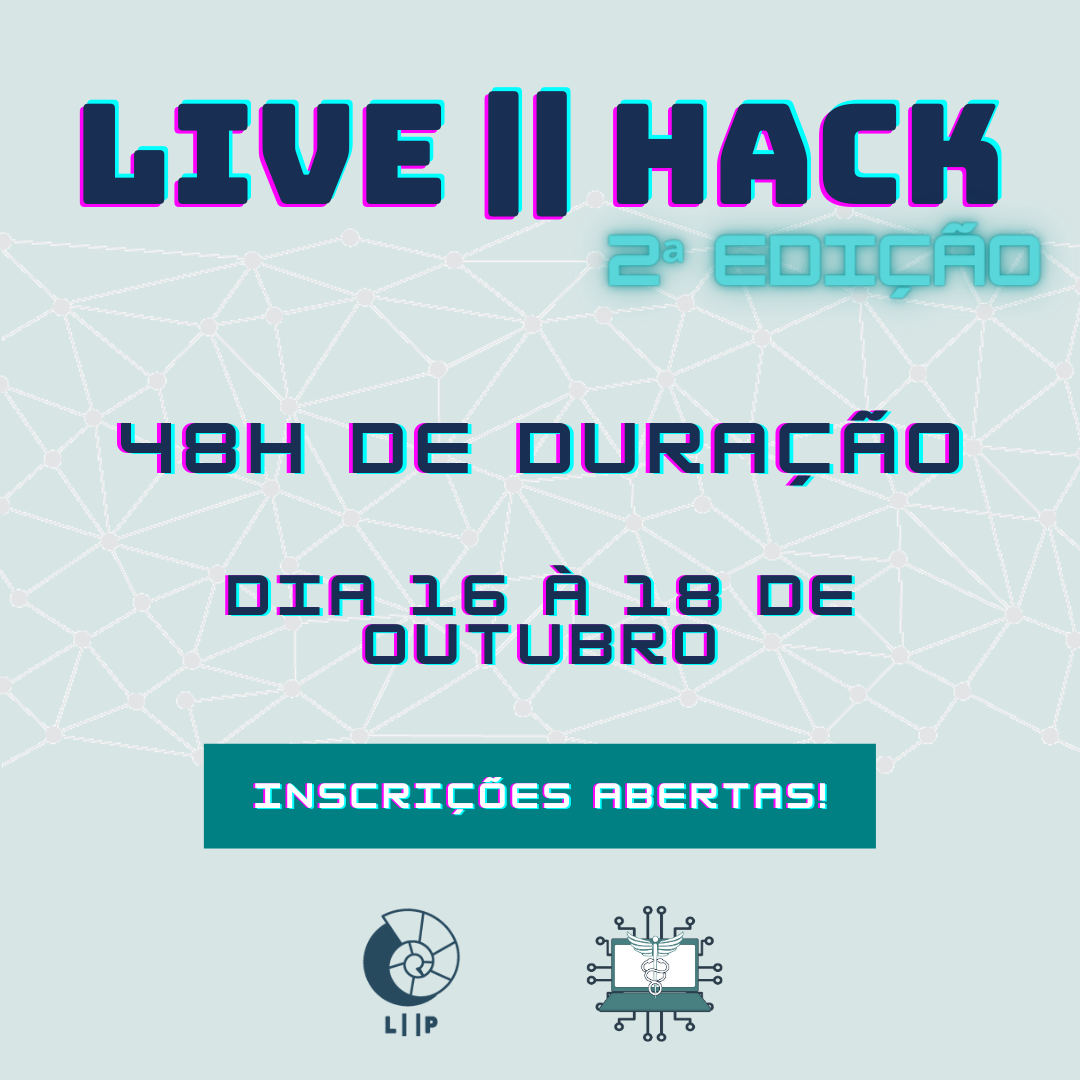 LIVE || HACK
2ª EDIÇÃO
48H DE DURAÇÃO
DIA 16 À 18 DE
OUTUBRO
INSCRIÇÕES ABERTAS!
L||P